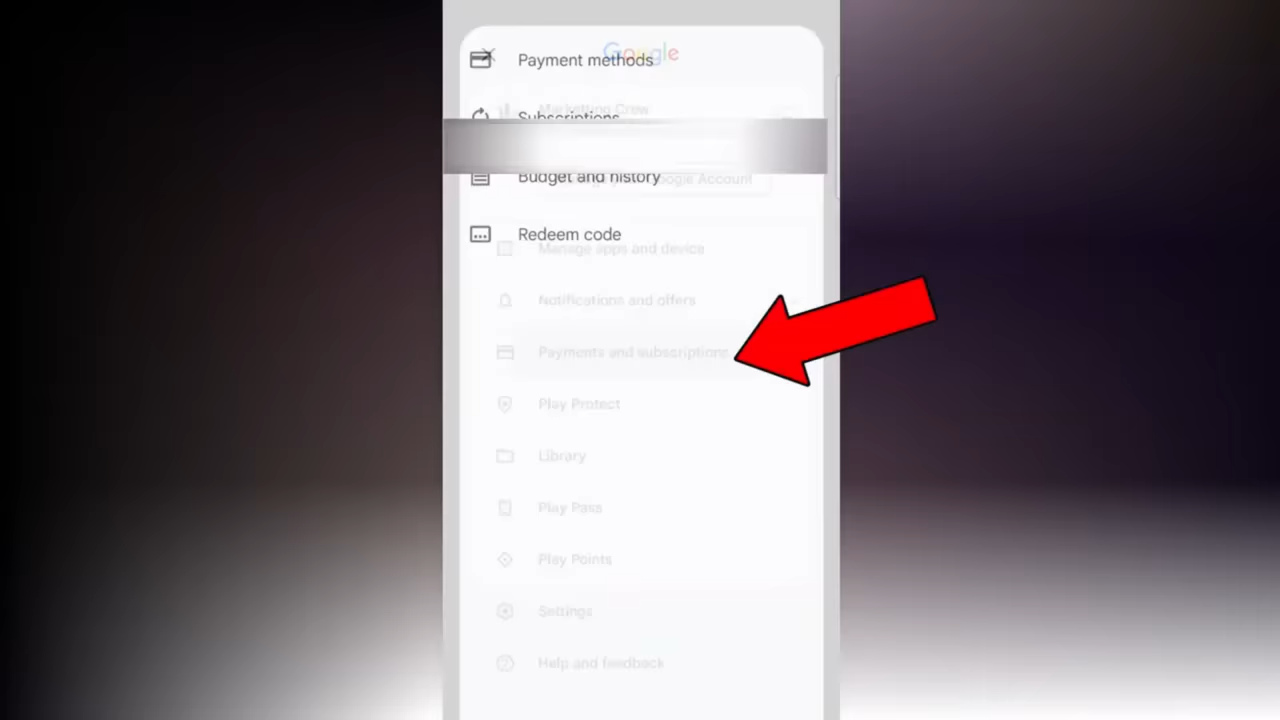 Google
Payment methods
Marketing Crew
Subscriptions
Budget and history
Google Account
Redeem code
Manage apps and device
Notifications and offers
Payments and subscriptions
Play Protect
Library
Play Pass
Play Points
Settings
Help and feedback